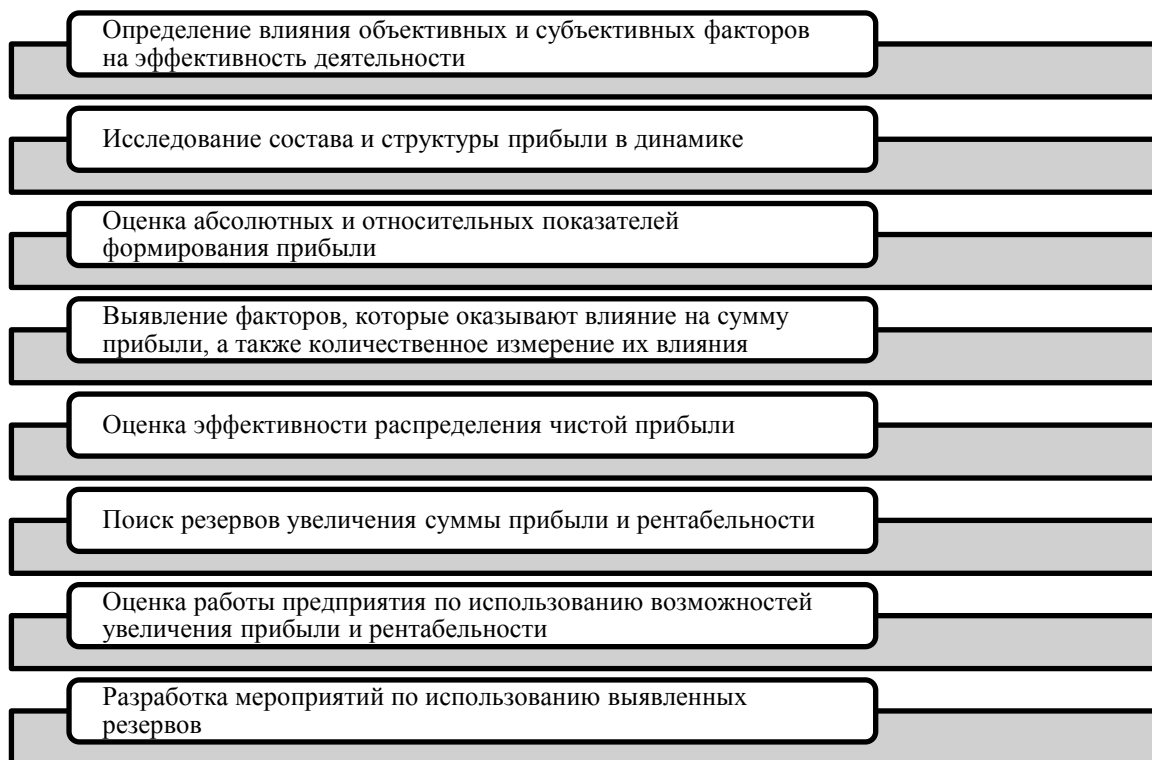 Определение влияния объективных и субъективных факторов
на эффективность деятельности
Исследование состава и структуры прибыли в динамике
Оценка абсолютных и относительных показателей
формирования прибыли
Выявление факторов, которые оказывают влияние на сумму
прибыли, а также количественное измерение их влияния
Оценка эффективности распределения чистой прибыли
Поиск резервов увеличения суммы прибыли и рентабельности
Оценка работы предприятия по использованию возможностей
увеличения прибыли и рентабельности
Разработка мероприятий по использованию выявленных
резервов